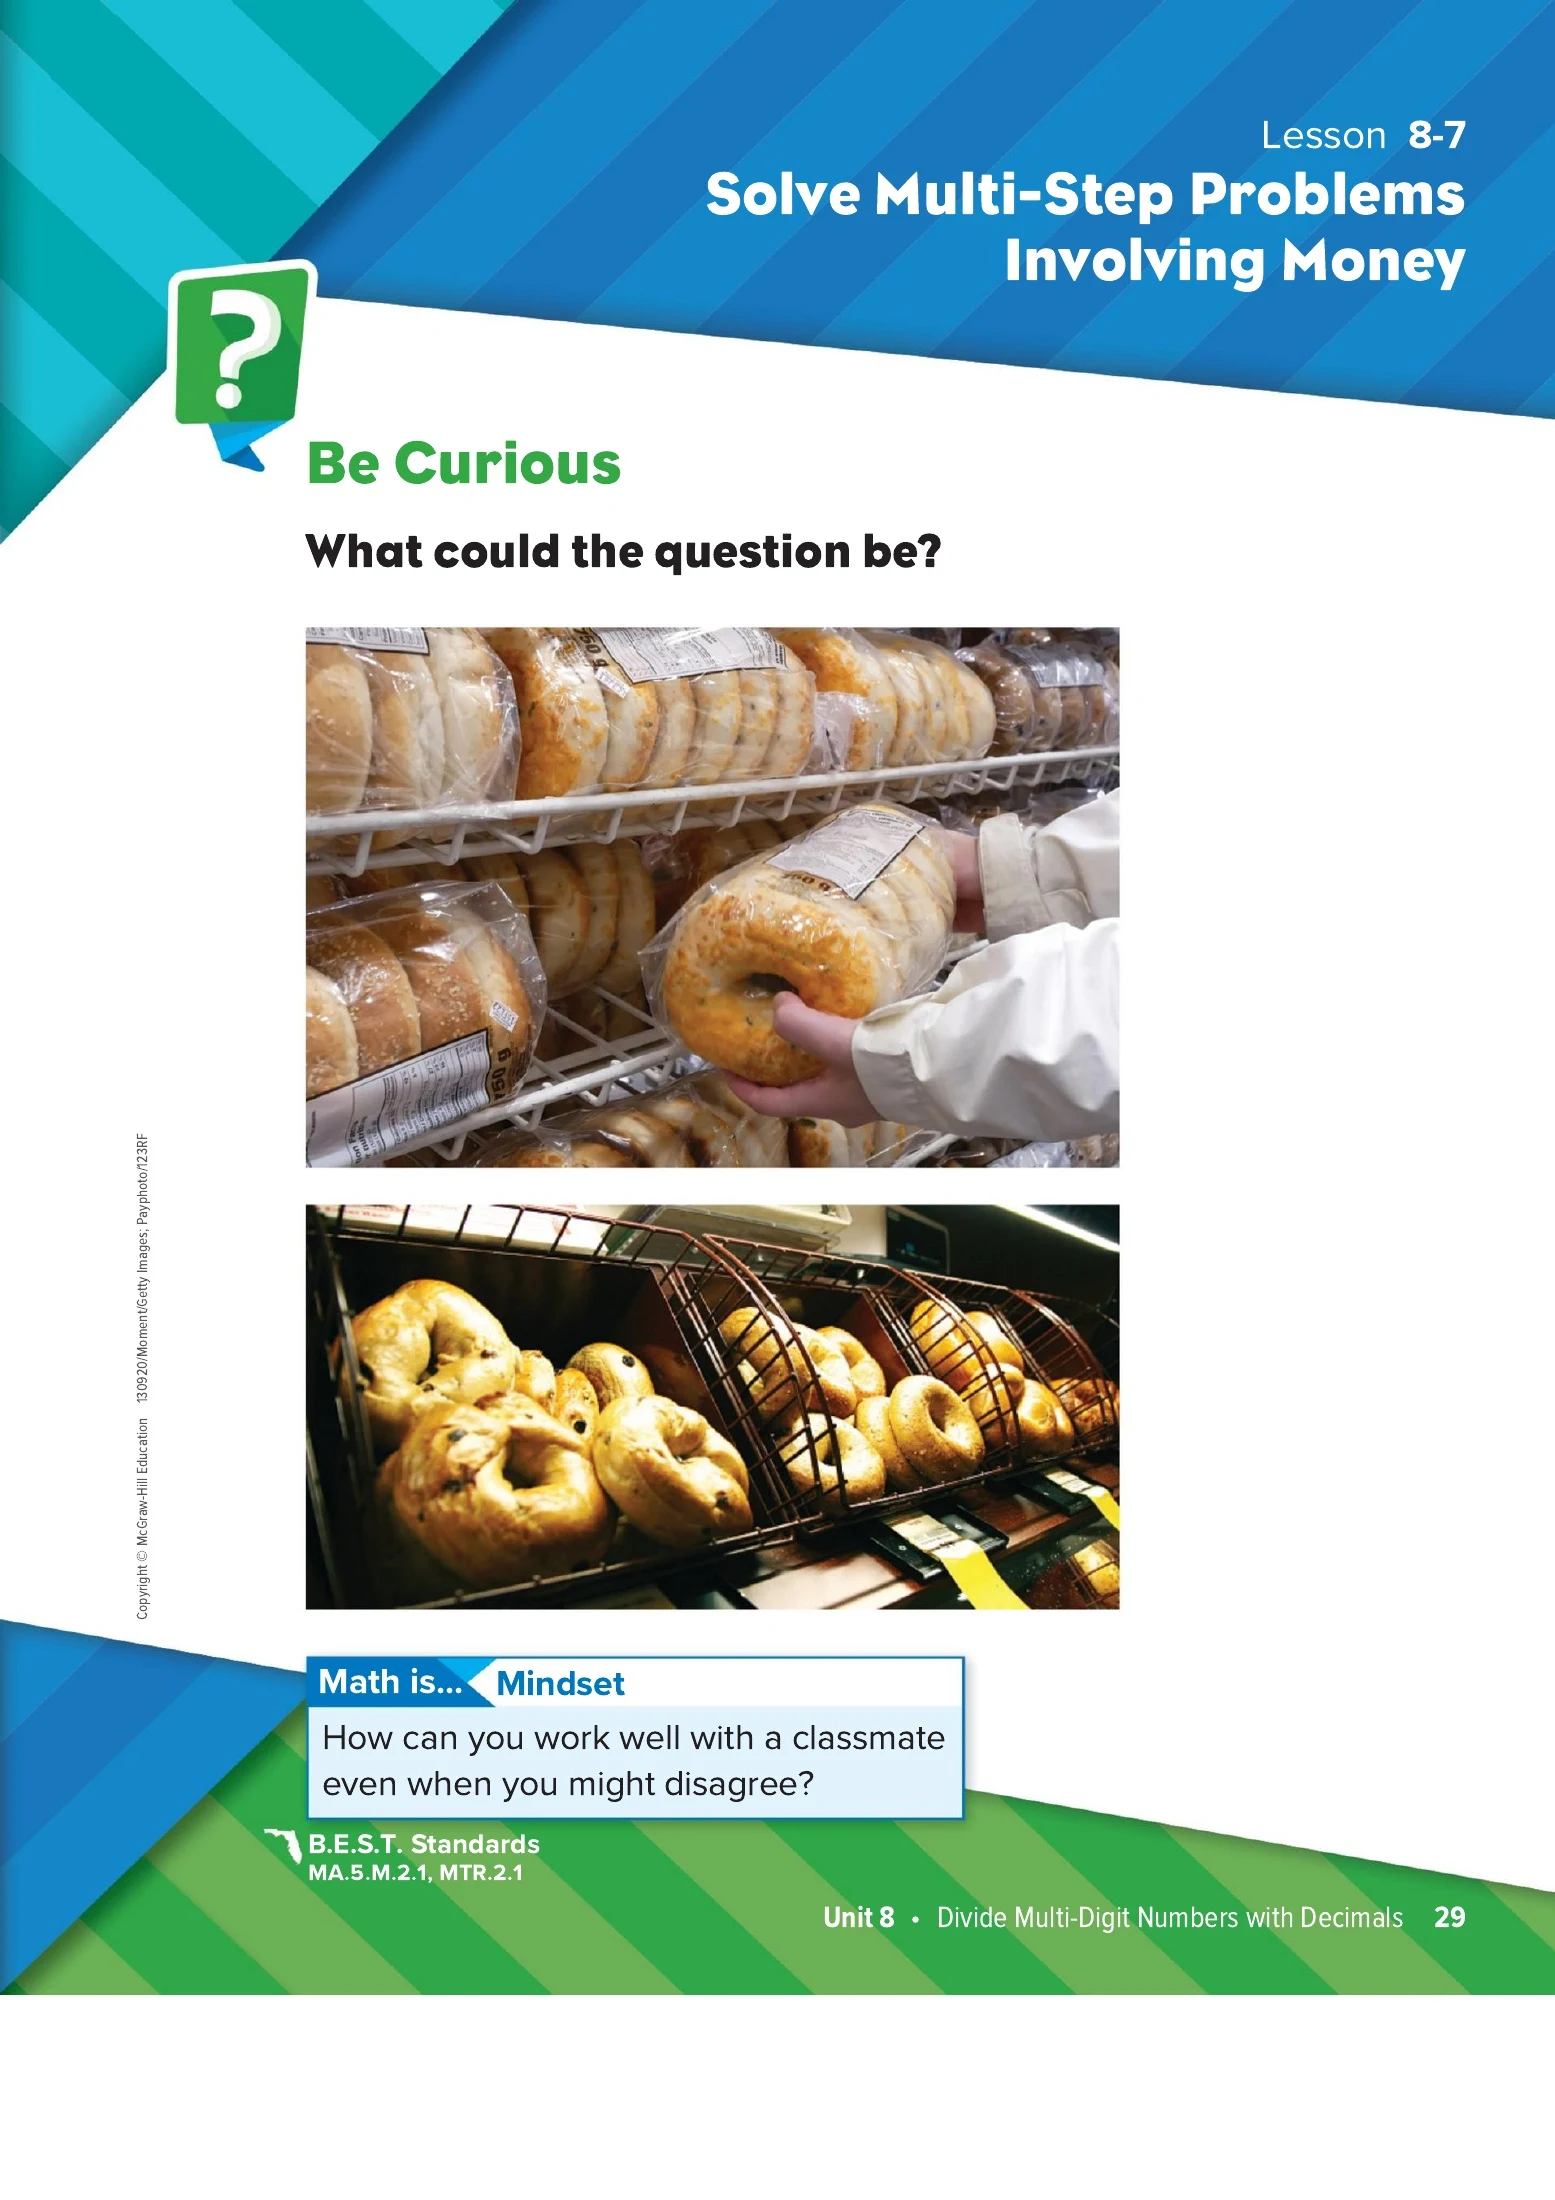 Lesson 8-7
Solve Multi-Step Problems
Involving Money
?
Be Curious
What could the question be?
750 g
750 g
750 g
Math is... Mindset
How can you work well with a classmate
even when you might disagree?
B.E.S.T. Standards
MA.5.M.2.1, MTR.2.1
Unit 8 • Divide Multi-Digit Numbers with Decimals 29
Copyright © McGraw-Hill Education 130920/Moment/Getty Images; Payphoto/123RF